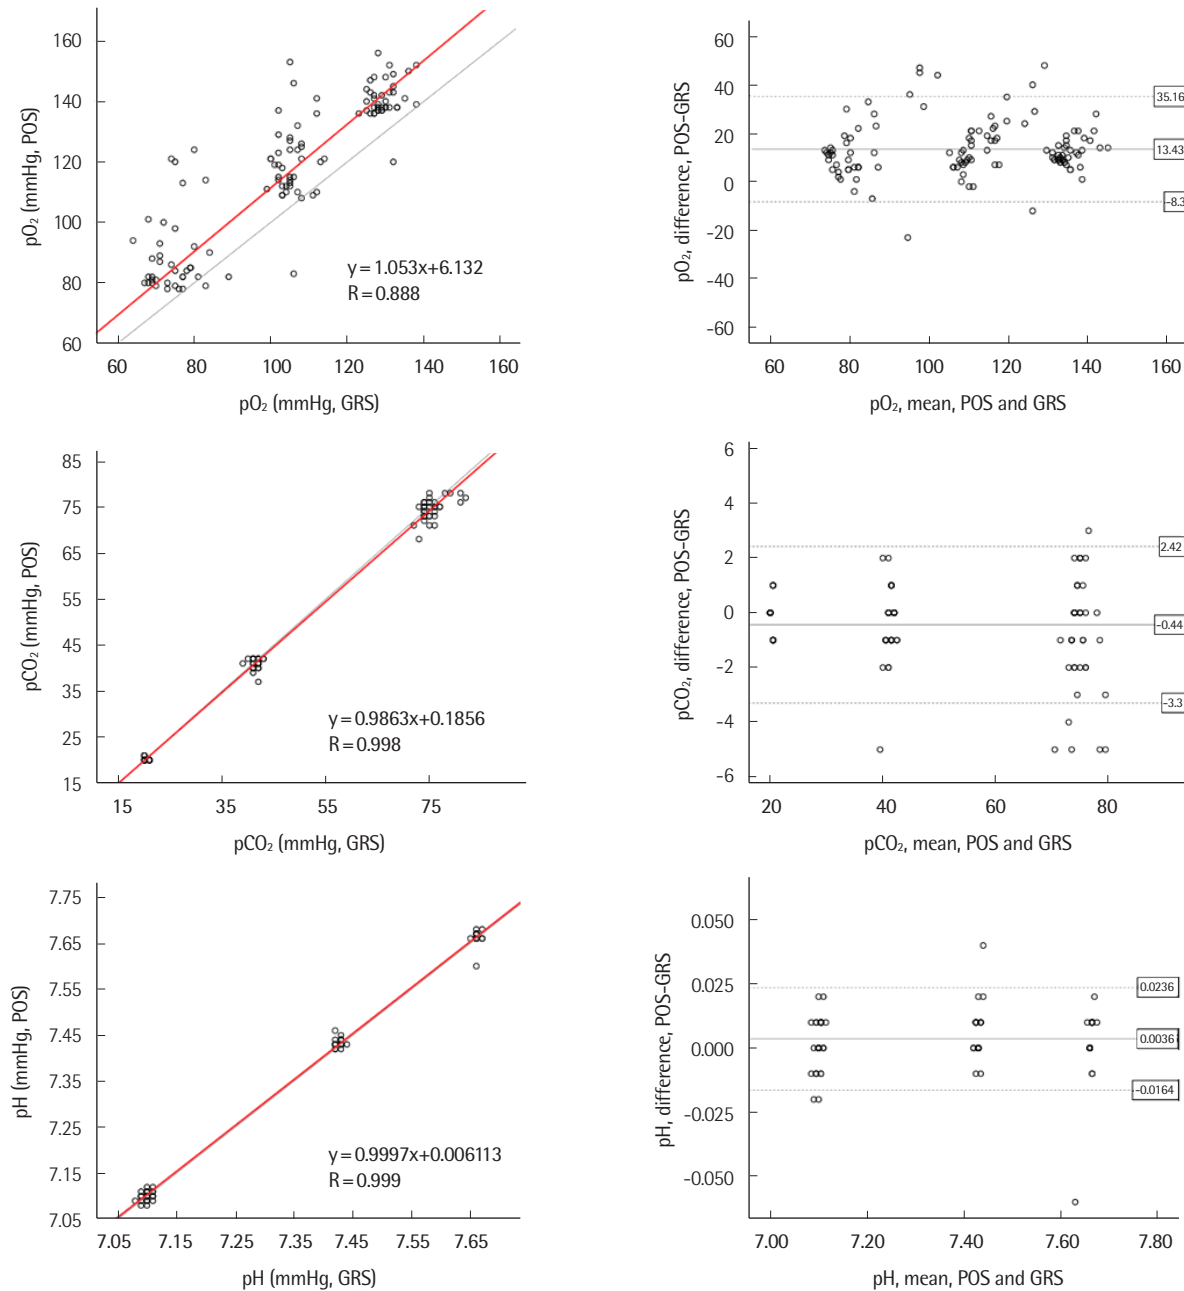 160
140
120
100
80
60
pO₂ (mmHg, POS)
y=1.053x+6.132
R=0.888
60 80 100 120 140 160
pO₂ (mmHg, GRS)
60
40
20
0
-20
-40
-60
pO₂, difference, POS-GRS
35.16
13.43
-8.3
60 80 100 120 140 160
pO₂, mean, POS and GRS
85
75
65
55
45
35
25
15
pCO₂ (mmHg, POS)
y=0.9863x+0.1856
R=0.998
15 35 55 75
pCO₂ (mmHg, GRS)
6
4
2
0
-2
-4
-6
pCO₂, difference, POS-GRS
2.42
-0.44
-3.3
20 40 60 80
pCO₂, mean, POS and GRS
7.75
7.65
7.55
7.45
7.35
7.25
7.15
7.05
pH (mmHg, POS)
y=0.9997x+0.006113
R=0.999
7.05 7.15 7.25 7.35 7.45 7.55 7.65
pH (mmHg, GRS)
0.050
0.025
0.000
-0.025
-0.050
pH, difference, POS-GRS
0.0236
0.0036
-0.0164
7.00 7.20 7.40 7.60 7.80
pH, mean, POS and GRS